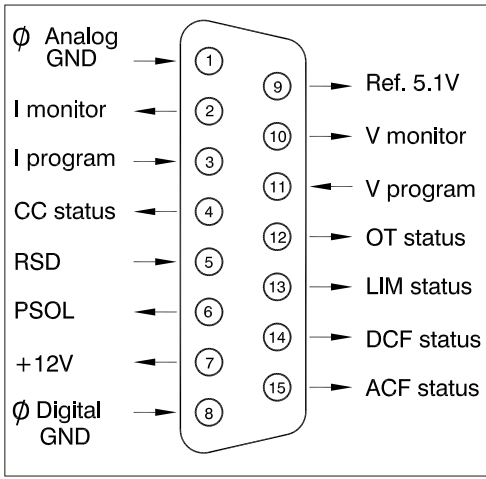 ϕ Analog
GND
I monitor
I program
CC status
RSD
PSOL
+12V
ϕ Digital
GND
1
2
3
4
5
6
7
8
9
10
11
12
13
14
15
Ref. 5.1V
V monitor
V program
OT status
LIM status
DCF status
ACF status